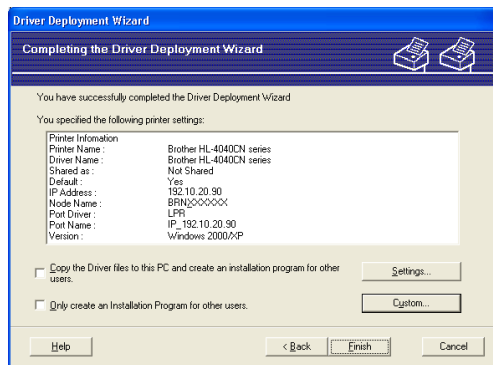 Driver Deployment Wizard
Completing the Driver Deployment Wizard
You have successfully completed the Driver Deployment Wizard
You specified the following printer settings:
Printer Infomation
Printer Name : Brother HL-4040CN series
Driver Name : Brother HL-4040CN series
Shared as : Not Shared
Default : Yes
IP Address : 192.10.20.90
Node Name : BRNXXXXXX
Port Driver : LPR
Port Name : IP_192.10.20.90
Version : Windows 2000/XP
Copy the Driver files to this PC and create an installation program for other
users.
Settings...
Only create an Installation Program for other users.
Custom...
Help
< Back
Finish
Cancel